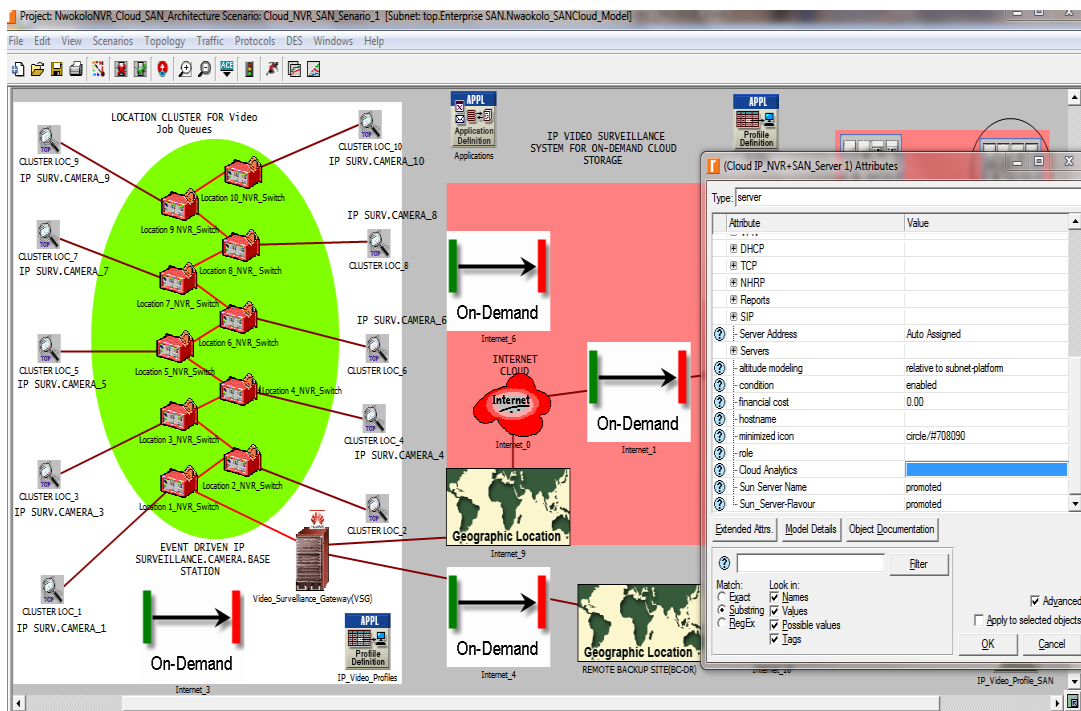 Project: NwokoloNVR_Cloud_SAN_Architecture Scenario: Cloud_NVR_SAN_Senario_1 [Subnet: top.Enterprise SAN.Nwaokolo_SANCloud_Model]
File Edit View Scenarios Topology Traffic Protocols DES Windows Help
LOCATION CLUSTER FOR Video
Job Queues
CLUSTER LOC_9
IP SURV.CAMERA_9
CLUSTER LOC_10
IP SURV.CAMERA_10
Location 10_NVR_Switch
Location 9 NVR_Switch
IP SURV.CAMERA_8
CLUSTER LOC_7
IP SURV.CAMERA_7
CLUSTER LOC_8
Location 8_NVR_ Switch
Location 7_NVR_ Switch
IP SURV.CAMERA_6
Location 6_NVR_Switch
CLUSTER LOC_5
IP SURV.CAMERA_5
CLUSTER LOC_6
Location 5_NVR_Switch
Location 4_NVR_Switch
CLUSTER LOC_4
IP SURV.CAMERA_4
Location 3_NVR_Switch
CLUSTER LOC_3
IP SURV.CAMERA_3
Location 2_NVR_Switch
Location 1_NVR_Switch
CLUSTER LOC_2
EVENT DRIVEN IP
SURVEILLANCE.CAMERA.BASE
STATION
CLUSTER LOC_1
IP SURV.CAMERA_1
Video_Survellance_Gateway(VSG)
On-Demand
Internet_3
APPL
Profile
Definition
IP_Video_Profiles
APPL
Application
Definition
Applications
IP VIDEO SURVEILLANCE
SYSTEM FOR ON-DEMAND CLOUD
STORAGE
APPL
Profile
Definition
On-Demand
Internet_6
INTERNET
CLOUD
Internet
Internet_0
On-Demand
Internet_1
Geographic Location
Internet_9
On-Demand
Internet_4
Geographic Location
REMOTE BACKUP SITE(BC-DR)
Internet_10
IP_Video_Profile_SAN
(Cloud IP_NVR+SAN_Server 1) Attributes
Type: server
Attribute Value
DHCP
TCP
NHRP
Reports
SIP
Server Address Auto Assigned
Servers
altitude modeling relative to subnet-platform
condition enabled
financial cost 0.00
hostname
minimized icon circle/#708090
role
Cloud Analytics
Sun Server Name promoted
Sun_Server-Flavour promoted
Extended Attrs. Model Details Object Documentation
Filter
Match: Look in:
Exact Names
Substring Values
RegEx Possible values
Tags
Advanced
Apply to selected objects
OK Cancel